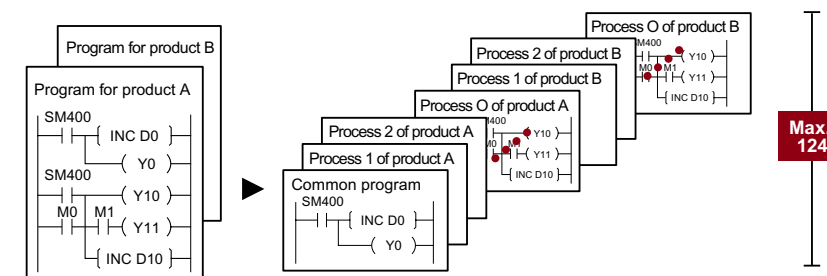 Program for product B
Program for product A
SM400
INC D0
Y0
SM400
Y10
M0 M1
Y11
INC D10
Process O of product B
M400
Y10
M0 M1
Y11
INC D10
Process 2 of product B
Process 1 of product B
Process O of product A
400
Y10
Y11
INC D10
Process 2 of product A
Process 1 of product A
Common program
SM400
INC D0
Y0
Max
124